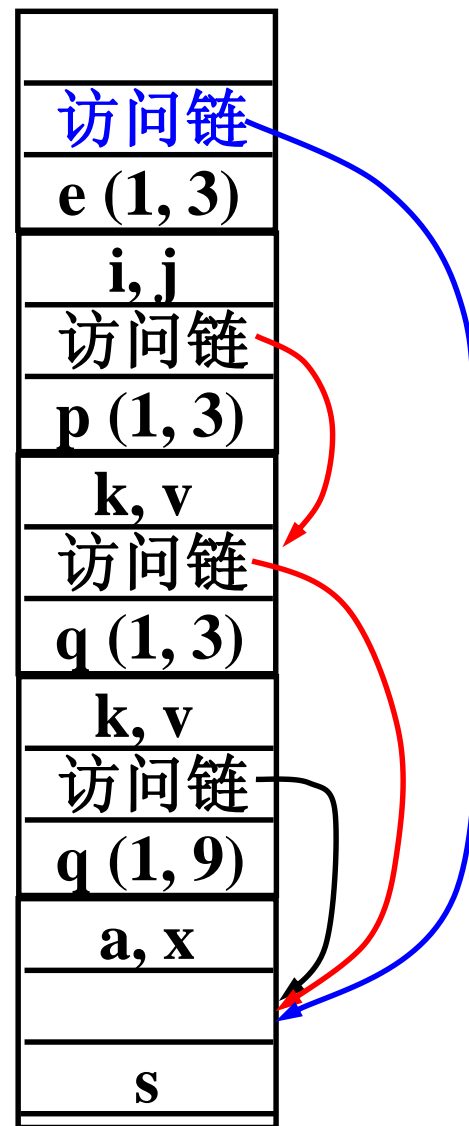 访问链
e (1, 3)
i, j
访问链
p (1, 3)
k, v
访问链
q (1, 3)
k, v
访问链
q (1, 9)
a, x
s